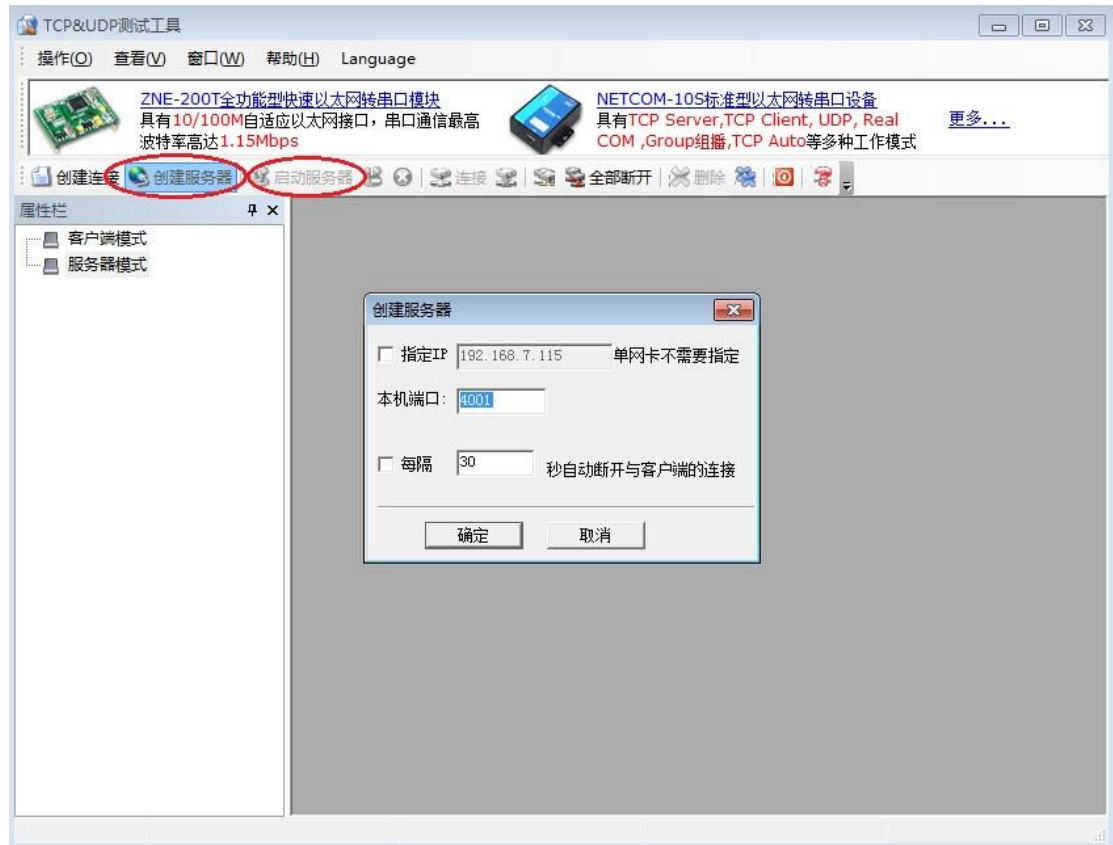 TCP&UDP测试工具
操作(O) 查看(V) 窗口(W) 帮助(H) Language
ZNE-200T全功能型快速以太网转串口模块
具有10/100M自适应以太网接口，串口通信最高
波特率高达1.15Mbps
NETCOM-10S标准型以太网转串口设备
具有TCP Server,TCP Client, UDP, Real
COM ,Group组播,TCP Auto等多种工作模式
更多...
创建连接 创建服务器 启动服务器 连接 全部断开 删除
属性栏
客户端模式
服务器模式
创建服务器
指定IP 192.168.7.115 单网卡不需要指定
本机端口: 4001
每隔 30 秒自动断开与客户端的连接
确定 取消